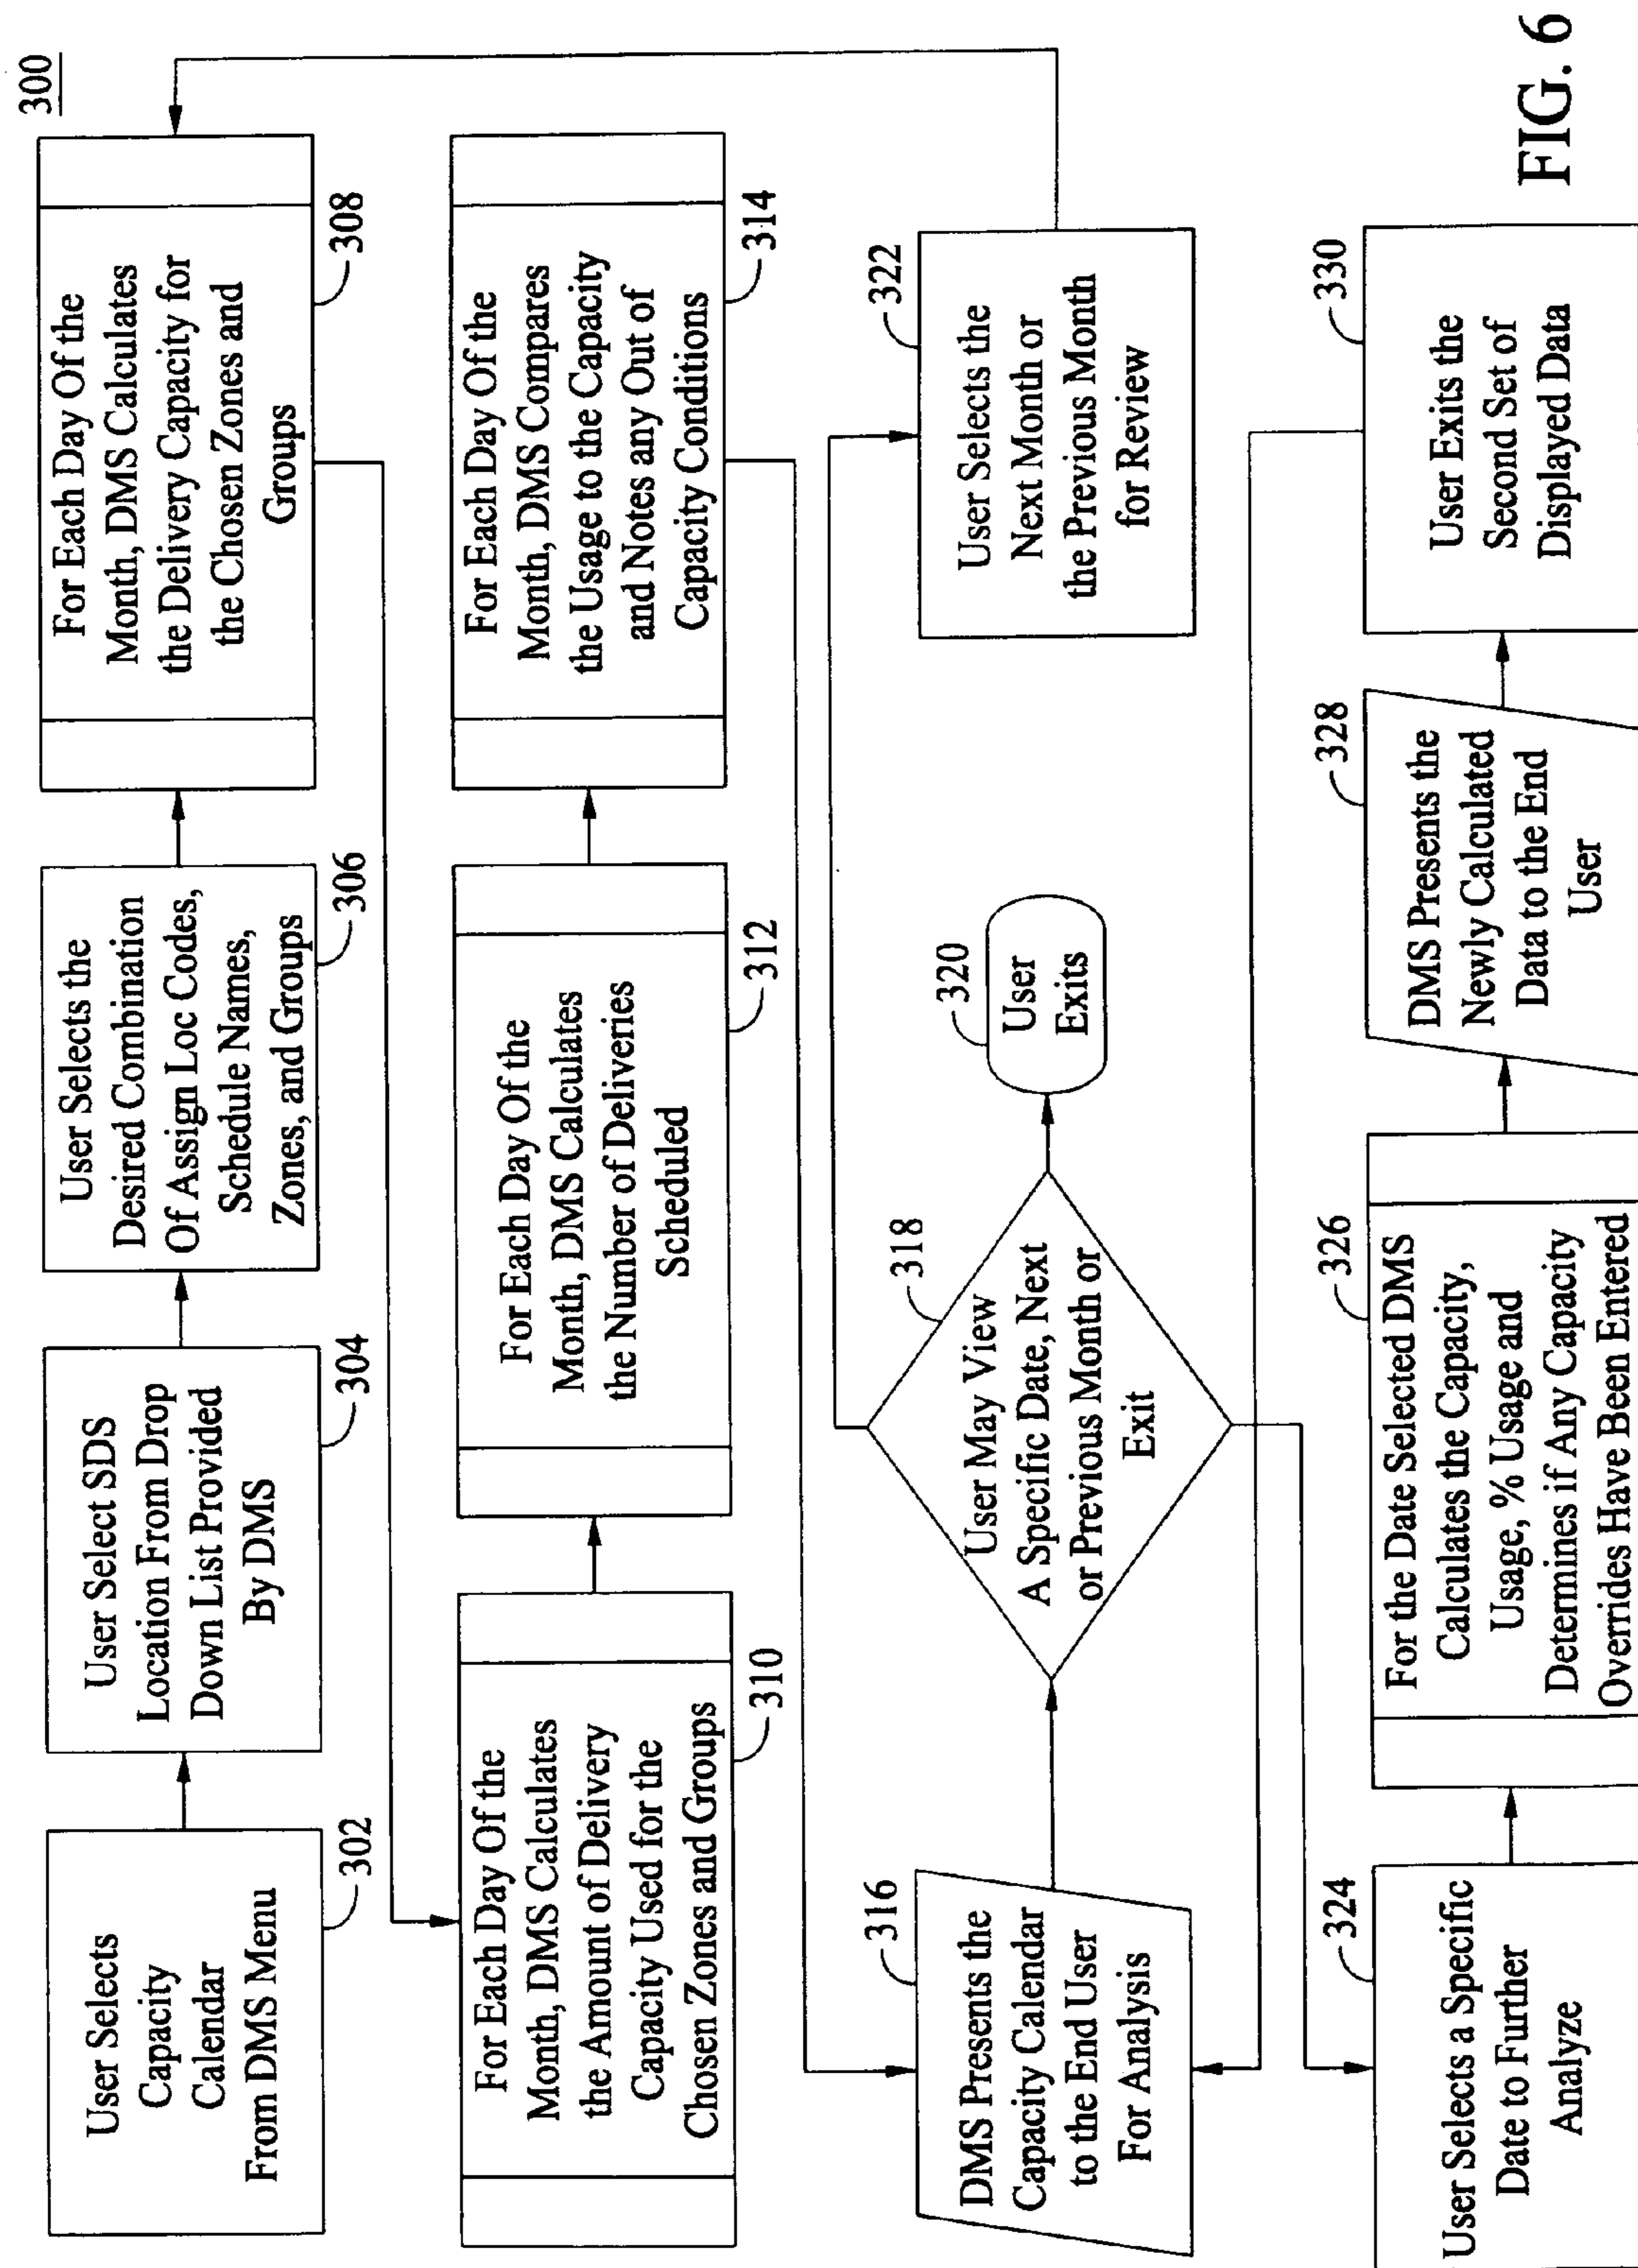 300
User Selects
Capacity
Calendar
From DMS Menu
302
User Select SDS
Location From Drop
Down List Provided
By DMS
304
User Selects the
Desired Combination
Of Assign Loc Codes,
Schedule Names,
Zones, and Groups
306
For Each Day Of the
Month, DMS Calculates
the Delivery Capacity for
the Chosen Zones and
Groups
308
For Each Day Of the
Month, DMS Calculates
the Amount of Delivery
Capacity Used for the
Chosen Zones and Groups
310
For Each Day Of the
Month, DMS Calculates
the Number of Deliveries
Scheduled
312
For Each Day Of the
Month, DMS Compares
the Usage to the Capacity
and Notes any Out of
Capacity Conditions
314
316
DMS Presents the
Capacity Calendar
to the End User
For Analysis
318
User May View
A Specific Date, Next
or Previous Month or
Exit
320
User
Exits
322
User Selects the
Next Month or
the Previous Month
for Review
324
User Selects a Specific
Date to Further
Analyze
326
For the Date Selected DMS
Calculates the Capacity,
Usage, % Usage and
Determines if Any Capacity
Overrides Have Been Entered
328
DMS Presents the
Newly Calculated
Data to the End
User
330
User Exits the
Second Set of
Displayed Data
FIG. 6